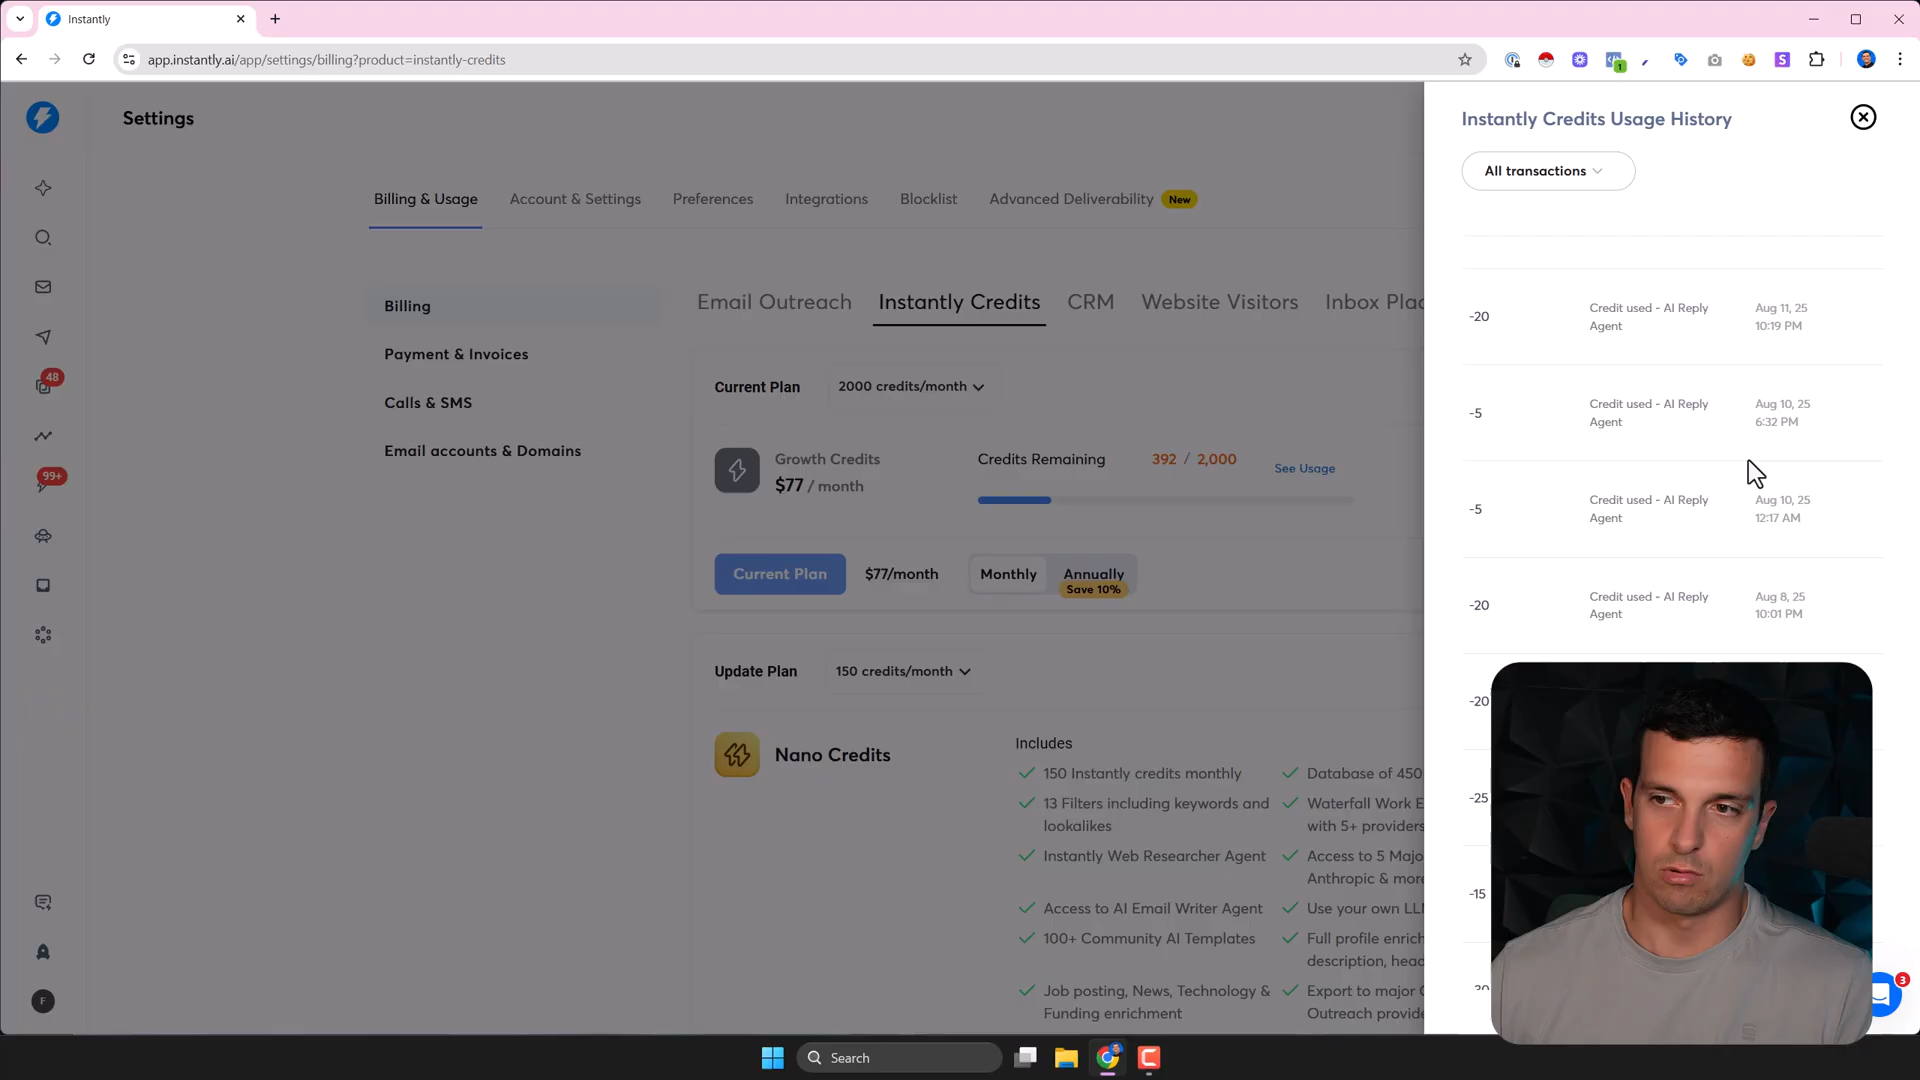 Instantly
app.instantly.ai/app/settings/billing?product=instantly-credits
1
Settings
Billing & Usage
Account & Settings
Preferences
Integrations
Blocklist
Advanced Deliverability
New
48
99+
F
Billing
Payment & Invoices
Calls & SMS
Email accounts & Domains
Email Outreach
Instantly Credits
CRM
Website Visitors
Inbox Plac
Current Plan
2000 credits/month
Growth Credits
$77 / month
Credits Remaining
392 / 2,000
See Usage
Current Plan
$77/month
Monthly
Annually
Save 10%
Update Plan
150 credits/month
Nano Credits
Includes
150 Instantly credits monthly
13 Filters including keywords and
lookalikes
Instantly Web Researcher Agent
Access to AI Email Writer Agent
100+ Community AI Templates
Job posting, News, Technology &
Funding enrichment
Database of 450
Waterfall Work E
with 5+ providers
Access to 5 Majo
Anthropic & more
Use your own LLM
Full profile enrich
description, head
Export to major C
Outreach provide
Instantly Credits Usage History
All transactions
-20
Credit used - AI Reply
Agent
Aug 11, 25
10:19 PM
-5
Credit used - AI Reply
Agent
Aug 10, 25
6:32 PM
-5
Credit used - AI Reply
Agent
Aug 10, 25
12:17 AM
-20
Credit used - AI Reply
Agent
Aug 8, 25
10:01 PM
-20
-25
-15
3
Search